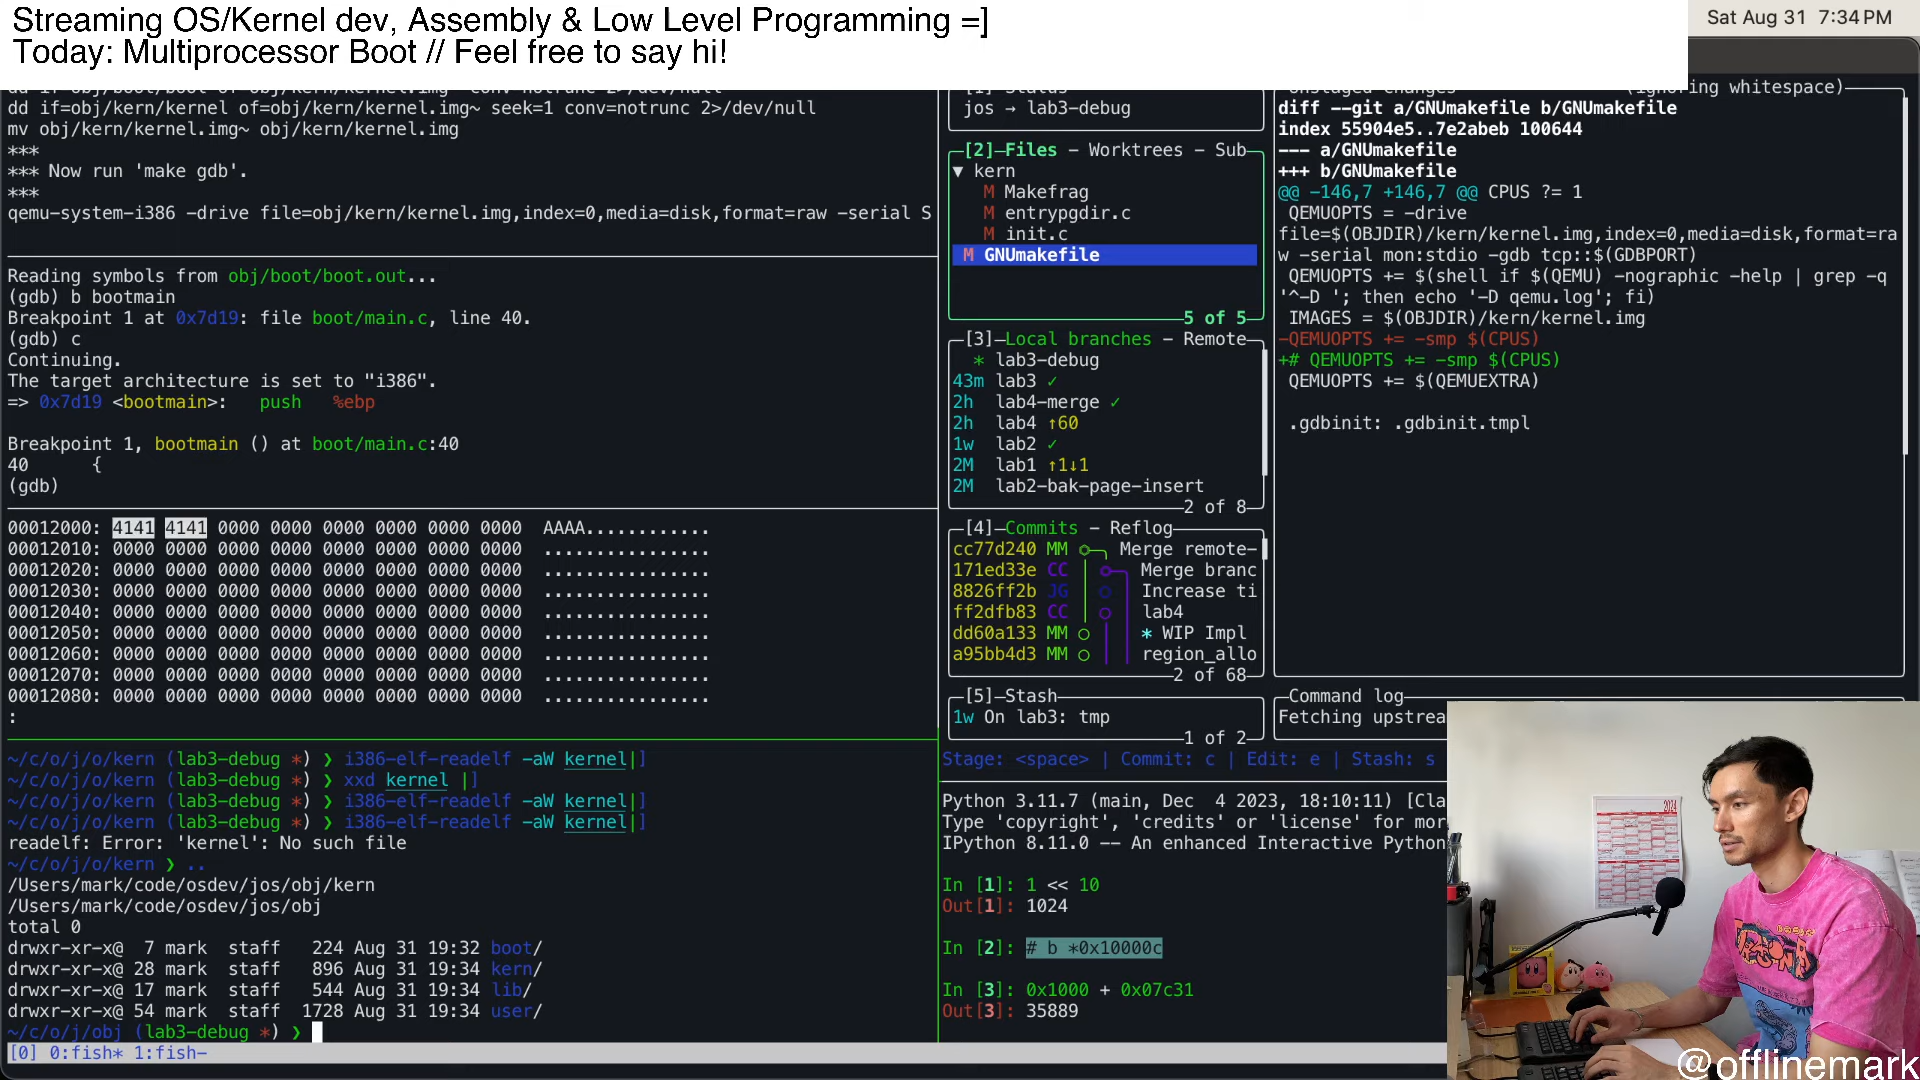 Streaming OS/Kernel dev, Assembly & Low Level Programming =]
Today: Multiprocessor Boot // Feel free to say hi!
Sat Aug 31 7:34 PM
dd if=obj/kern/kernel of=obj/kern/kernel.img~ seek=1 conv=notrunc 2>/dev/null
mv obj/kern/kernel.img~ obj/kern/kernel.img
***
*** Now run 'make gdb'.
***
qemu-system-i386 -drive file=obj/kern/kernel.img,index=0,media=disk,format=raw -serial S
Reading symbols from obj/boot/boot.out...
(gdb) b bootmain
Breakpoint 1 at 0x7d19: file boot/main.c, line 40.
(gdb) c
Continuing.
The target architecture is set to "i386".
=> 0x7d19 <bootmain>: push %ebp
Breakpoint 1, bootmain () at boot/main.c:40
40 {
(gdb)
00012000: 4141 4141 0000 0000 0000 0000 0000 0000 AAAA............
00012010: 0000 0000 0000 0000 0000 0000 0000 0000 ................
00012020: 0000 0000 0000 0000 0000 0000 0000 0000 ................
00012030: 0000 0000 0000 0000 0000 0000 0000 0000 ................
00012040: 0000 0000 0000 0000 0000 0000 0000 0000 ................
00012050: 0000 0000 0000 0000 0000 0000 0000 0000 ................
00012060: 0000 0000 0000 0000 0000 0000 0000 0000 ................
00012070: 0000 0000 0000 0000 0000 0000 0000 0000 ................
00012080: 0000 0000 0000 0000 0000 0000 0000 0000 ................
:
~/c/o/j/o/kern (lab3-debug *) ❯ i386-elf-readelf -aW kernel|]
~/c/o/j/o/kern (lab3-debug *) ❯ xxd kernel |]
~/c/o/j/o/kern (lab3-debug *) ❯ i386-elf-readelf -aW kernel|]
~/c/o/j/o/kern (lab3-debug *) ❯ i386-elf-readelf -aW kernel|]
readelf: Error: 'kernel': No such file
~/c/o/j/o/kern ❯ ..
/Users/mark/code/osdev/jos/obj/kern
/Users/mark/code/osdev/jos/obj
total 0
drwxr-xr-x@ 7 mark staff 224 Aug 31 19:32 boot/
drwxr-xr-x@ 28 mark staff 896 Aug 31 19:34 kern/
drwxr-xr-x@ 17 mark staff 544 Aug 31 19:34 lib/
drwxr-xr-x@ 54 mark staff 1728 Aug 31 19:34 user/
~/c/o/j/obj (lab3-debug *) ❯
[0] 0:fish* 1:fish-
jos → lab3-debug
[2]-Files - Worktrees - Sub
▼ kern
M Makefrag
M entrypgdir.c
M init.c
M GNUmakefile
5 of 5
[3]-Local branches - Remote
* lab3-debug
43m lab3 ✓
2h lab4-merge ✓
2h lab4 ↑60
1w lab2 ✓
2M lab1 ↑1↓1
2M lab2-bak-page-insert
2 of 8
[4]-Commits - Reflog
cc77d240 MM Merge remote-
171ed33e CC Merge branc
8826ff2b JG Increase ti
ff2dfb83 CC lab4
dd60a133 MM * WIP Impl
a95bb4d3 MM region_allo
2 of 68
[5]-Stash
1w On lab3: tmp
1 of 2
Stage: <space> | Commit: c | Edit: e | Stash: s
(ignoring whitespace)
diff --git a/GNUmakefile b/GNUmakefile
index 55904e5..7e2abeb 100644
--- a/GNUmakefile
+++ b/GNUmakefile
@@ -146,7 +146,7 @@ CPUS ?= 1
QEMUOPTS = -drive
file=$(OBJDIR)/kern/kernel.img,index=0,media=disk,format=ra
w -serial mon:stdio -gdb tcp::$(GDBPORT)
QEMUOPTS += $(shell if $(QEMU) -nographic -help | grep -q
'^-D '; then echo '-D qemu.log'; fi)
IMAGES = $(OBJDIR)/kern/kernel.img
-QEMUOPTS += -smp $(CPUS)
+# QEMUOPTS += -smp $(CPUS)
QEMUOPTS += $(QEMUEXTRA)
.gdbinit: .gdbinit.tmpl
Command log
Fetching upstrea
Python 3.11.7 (main, Dec 4 2023, 18:10:11) [Cla
Type 'copyright', 'credits' or 'license' for mor
IPython 8.11.0 -- An enhanced Interactive Python
In [1]: 1 << 10
Out[1]: 1024
In [2]: # b *0x10000c
In [3]: 0x1000 + 0x07c31
Out[3]: 35889
2024
@offlinemark